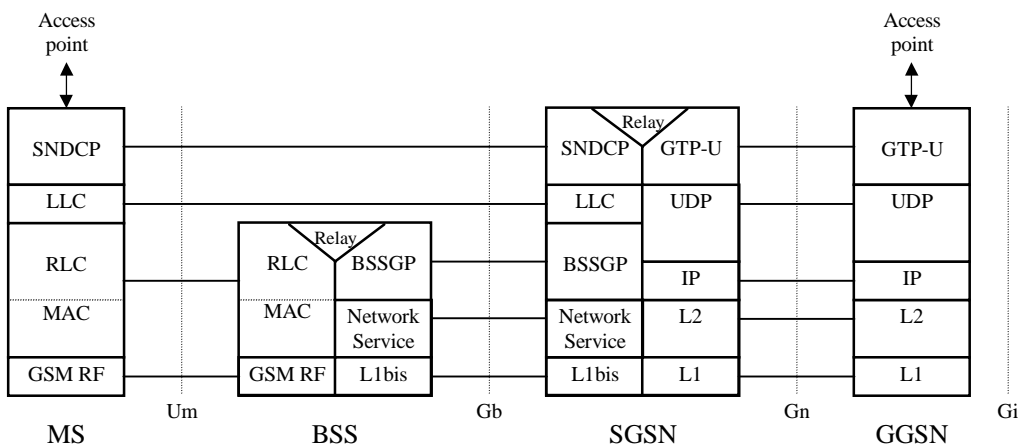 Access
point
Access
point
Relay
SNDCP
SNDCP
GTP-U
GTP-U
LLC
LLC
UDP
UDP
Relay
RLC
RLC
BSSGP
BSSGP
IP
IP
MAC
MAC
Network
Service
Network
Service
L2
L2
GSM RF
GSM RF
L1bis
L1bis
L1
L1
Um
Gb
Gn
Gi
MS
BSS
SGSN
GGSN